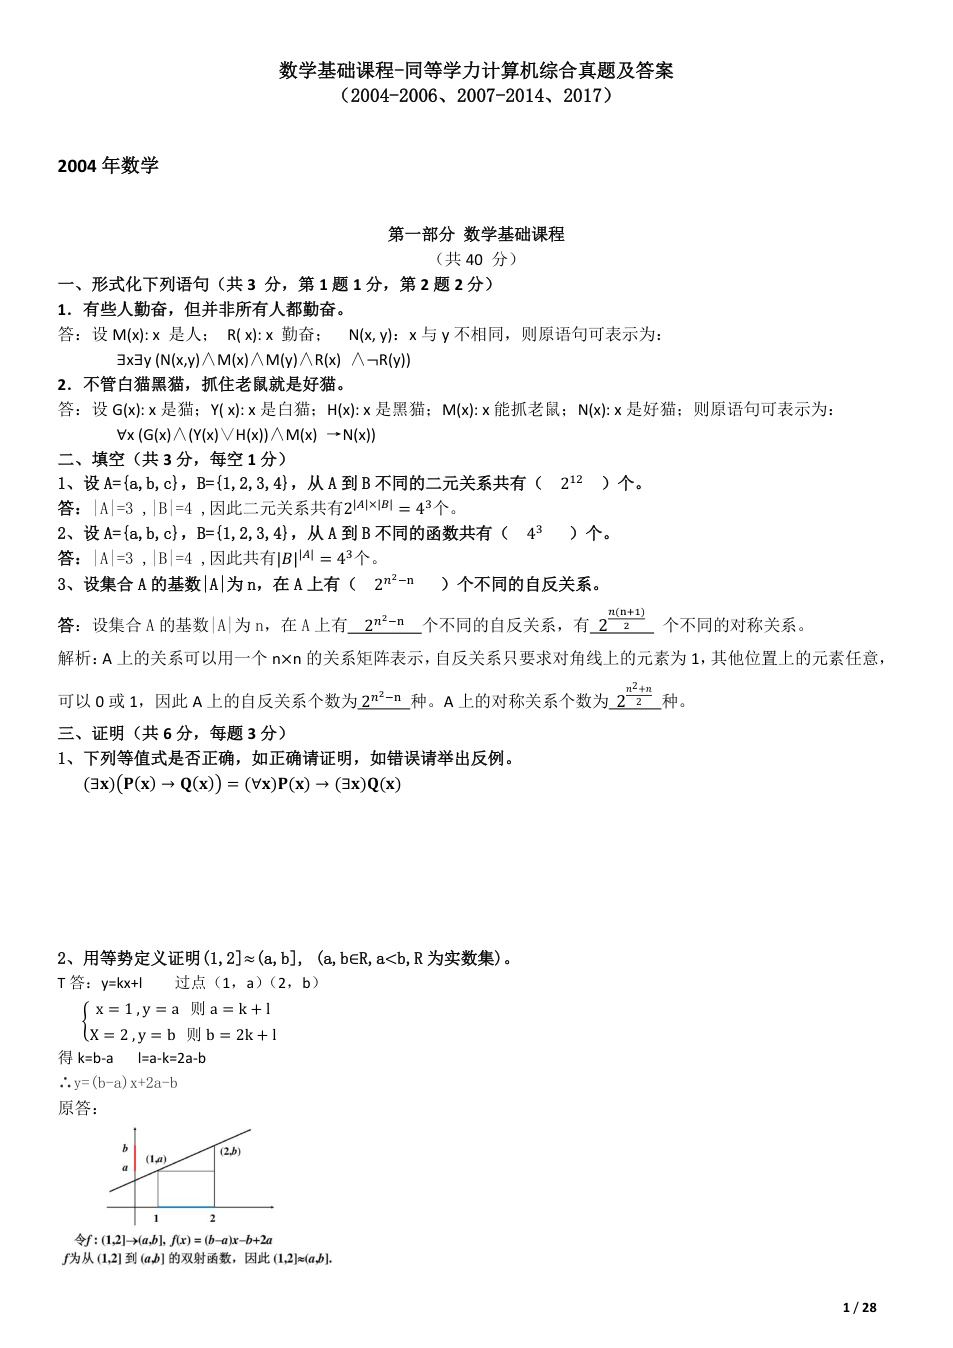 数学基础课程-同等学力计算机综合真题及答案
（2004-2006、2007-2014、2017）
2004 年数学
第一部分 数学基础课程
（共 40 分）
一、形式化下列语句（共 3 分，第 1 题 1 分，第 2 题 2 分）
1．有些人勤奋，但并非所有人都勤奋。
答：设 M(x): x 是人； R( x): x 勤奋； N(x, y)：x 与 y 不相同，则原语句可表示为：
∃x∃y (N(x,y)∧M(x)∧M(y)∧R(x) ∧¬R(y))
2．不管白猫黑猫，抓住老鼠就是好猫。
答：设 G(x): x 是猫；Y( x): x 是白猫；H(x): x 是黑猫；M(x): x 能抓老鼠；N(x): x 是好猫；则原语句可表示为：
∀x (G(x)∧(Y(x)∨H(x))∧M(x) →N(x))
二、填空（共 3 分，每空 1 分）
1、设 A={a,b,c}，B={1,2,3,4}，从 A 到 B 不同的二元关系共有（ 2^{12} ）个。
答：|A|=3 ,|B|=4 ,因此二元关系共有2^{|A|×|B|} = 4^3个。
2、设 A={a,b,c}，B={1,2,3,4}，从 A 到 B 不同的函数共有（ 4^3 ）个。
答：|A|=3 ,|B|=4 ,因此共有|B|^{|A|} = 4^3个。
3、设集合 A 的基数|A|为 n，在 A 上有（ 2^{n^2−n} ）个不同的自反关系。
答：设集合 A 的基数|A|为 n，在 A 上有 2^{n^2−n} 个不同的自反关系，有 2^{\frac{n(n+1)}{2}} 个不同的对称关系。
解析：A 上的关系可以用一个 n×n 的关系矩阵表示，自反关系只要求对角线上的元素为 1，其他位置上的元素任意，
可以 0 或 1，因此 A 上的自反关系个数为 2^{n^2−n} 种。A 上的对称关系个数为 2^{\frac{n^2+n}{2}} 种。
三、证明（共 6 分，每题 3 分）
1、下列等值式是否正确，如正确请证明，如错误请举出反例。
(∃x)(P(x) → Q(x)) = (∀x)P(x) → (∃x)Q(x)
2、用等势定义证明(1,2]≈(a,b]，(a,b∈R,a<b,R 为实数集)。
T 答：y=kx+l 过点（1，a）（2，b）
{ x = 1 , y = a 则 a = k + l
X = 2 , y = b 则 b = 2k + l
得 k=b-a l=a-k=2a-b
∴y=(b-a)x+2a-b
原答：
b
(2,b)
(1,a)
a
1 2
令f : (1,2]→(a,b], f(x) = (b−a)x−b+2a
f为从 (1,2] 到 (a,b] 的双射函数，因此 (1,2]≈(a,b].
1 / 28